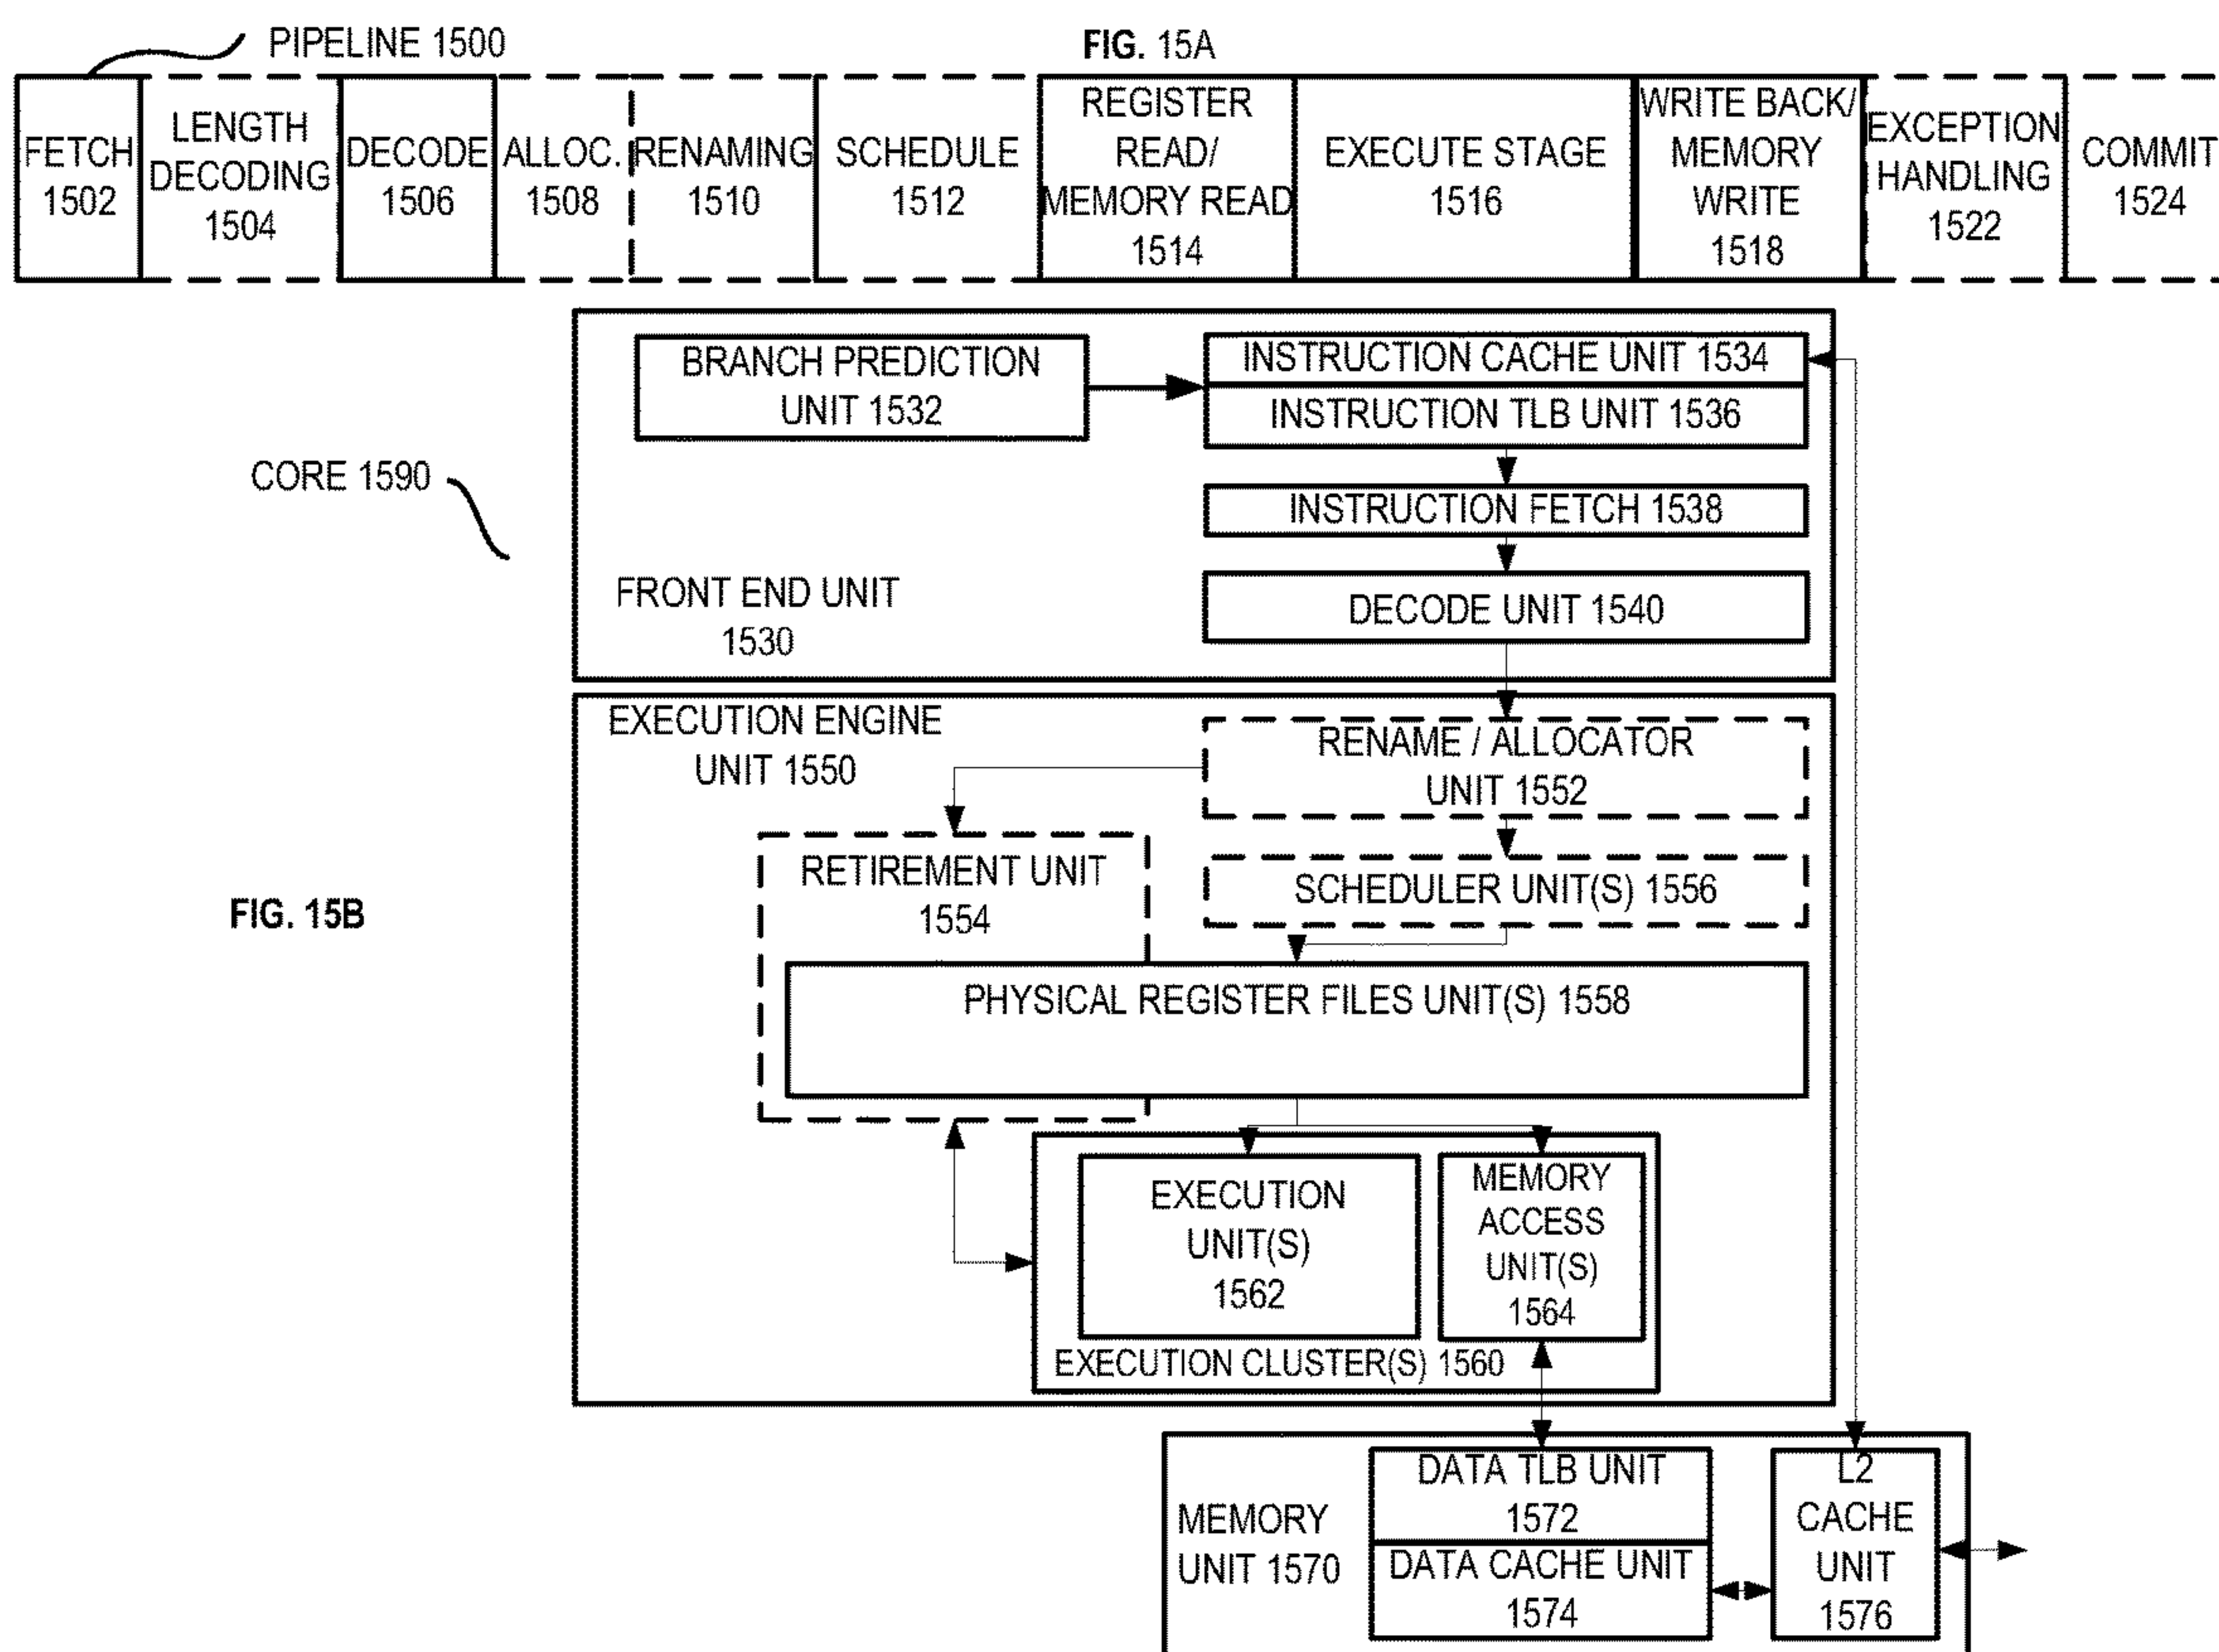 PIPELINE 1500
FIG. 15A
FETCH
1502
LENGTH
DECODING
1504
DECODE
1506
ALLOC.
1508
RENAMING
1510
SCHEDULE
1512
REGISTER
READ/
MEMORY READ
1514
EXECUTE STAGE
1516
WRITE BACK/
MEMORY
WRITE
1518
EXCEPTION
HANDLING
1522
COMMIT
1524
BRANCH PREDICTION
UNIT 1532
INSTRUCTION CACHE UNIT 1534
INSTRUCTION TLB UNIT 1536
CORE 1590
INSTRUCTION FETCH 1538
FRONT END UNIT
1530
DECODE UNIT 1540
EXECUTION ENGINE
UNIT 1550
RENAME / ALLOCATOR
UNIT 1552
RETIREMENT UNIT
1554
SCHEDULER UNIT(S) 1556
FIG. 15B
PHYSICAL REGISTER FILES UNIT(S) 1558
EXECUTION
UNIT(S)
1562
MEMORY
ACCESS
UNIT(S)
1564
EXECUTION CLUSTER(S) 1560
MEMORY
UNIT 1570
DATA TLB UNIT
1572
DATA CACHE UNIT
1574
L2
CACHE
UNIT
1576